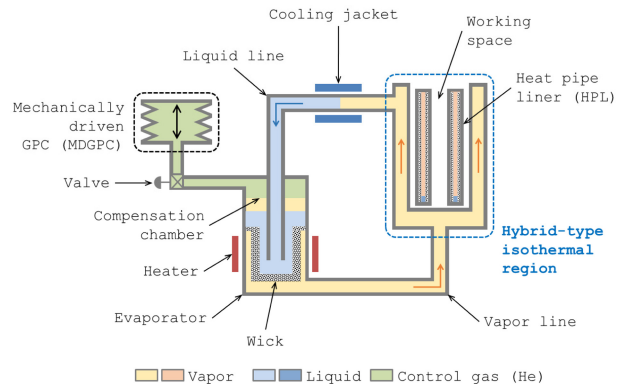 Cooling jacket
Working
space
Liquid line
Heat pipe
liner (HPL)
Mechanically
driven
GPC (MDGPC)
Valve
Compensation
chamber
Hybrid-type
isothermal
region
Heater
Evaporator
Wick
Vapor line
Vapor
Liquid
Control gas (He)